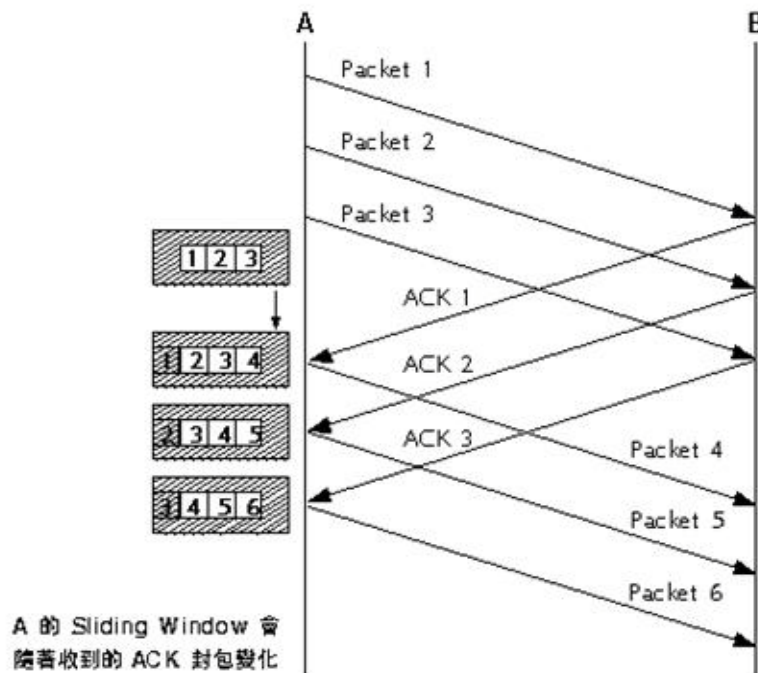 A
B
Packet 1
Packet 2
Packet 3
1 2 3
ACK 1
1 2 3 4
ACK 2
2 3 4 5
ACK 3
Packet 4
3 4 5 6
Packet 5
Packet 6
A 的 Sliding Window 會
隨著收到的 ACK 封包變化